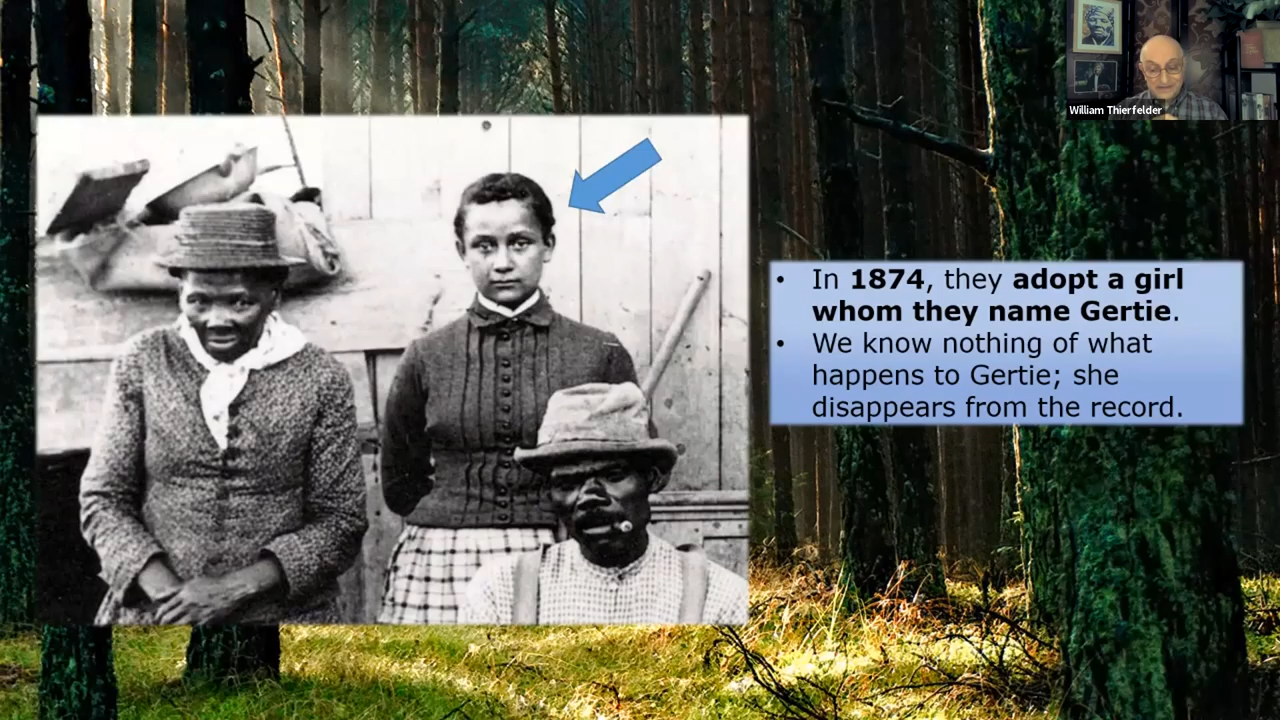 William Thierfelder
• In 1874, they adopt a girl
whom they name Gertie.
• We know nothing of what
happens to Gertie; she
disappears from the record.